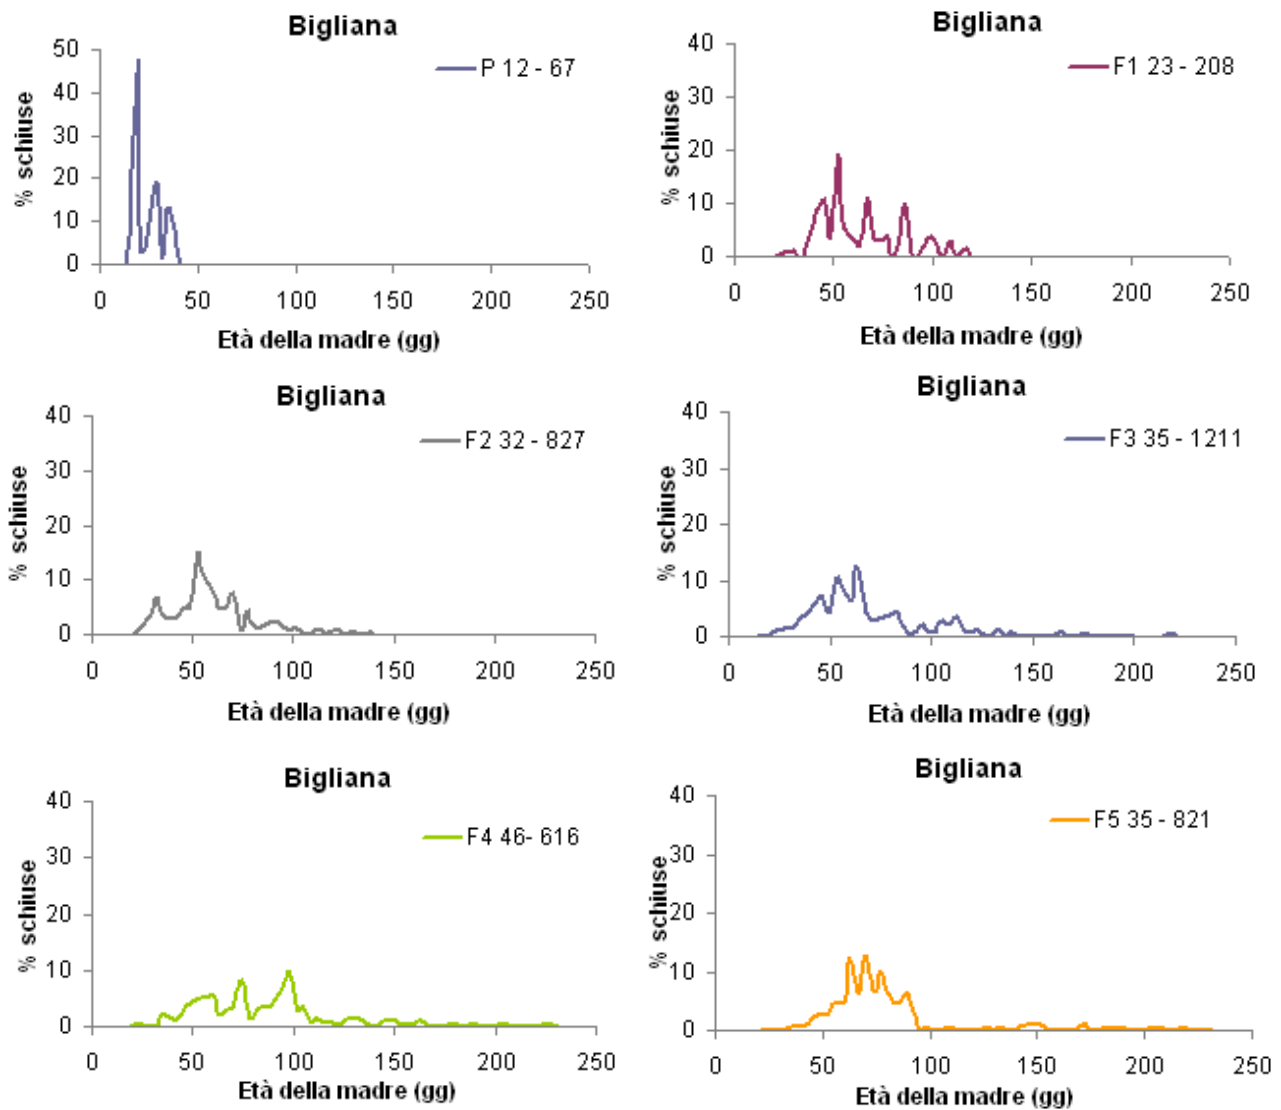 Bigliana
50
40
30
20
10
0
% schiuse
P 12 - 67
0 50 100 150 200 250
Età della madre (gg)
Bigliana
40
30
20
10
0
% schiuse
F1 23 - 208
0 50 100 150 200 250
Età della madre (gg)
Bigliana
40
30
20
10
0
% schiuse
F2 32 - 827
0 50 100 150 200 250
Età della madre (gg)
Bigliana
40
30
20
10
0
% schiuse
F3 35 - 1211
0 50 100 150 200 250
Età della madre (gg)
Bigliana
40
30
20
10
0
% schiuse
F4 46- 616
0 50 100 150 200 250
Età della madre (gg)
Bigliana
40
30
20
10
0
% schiuse
F5 35 - 821
0 50 100 150 200 250
Età della madre (gg)